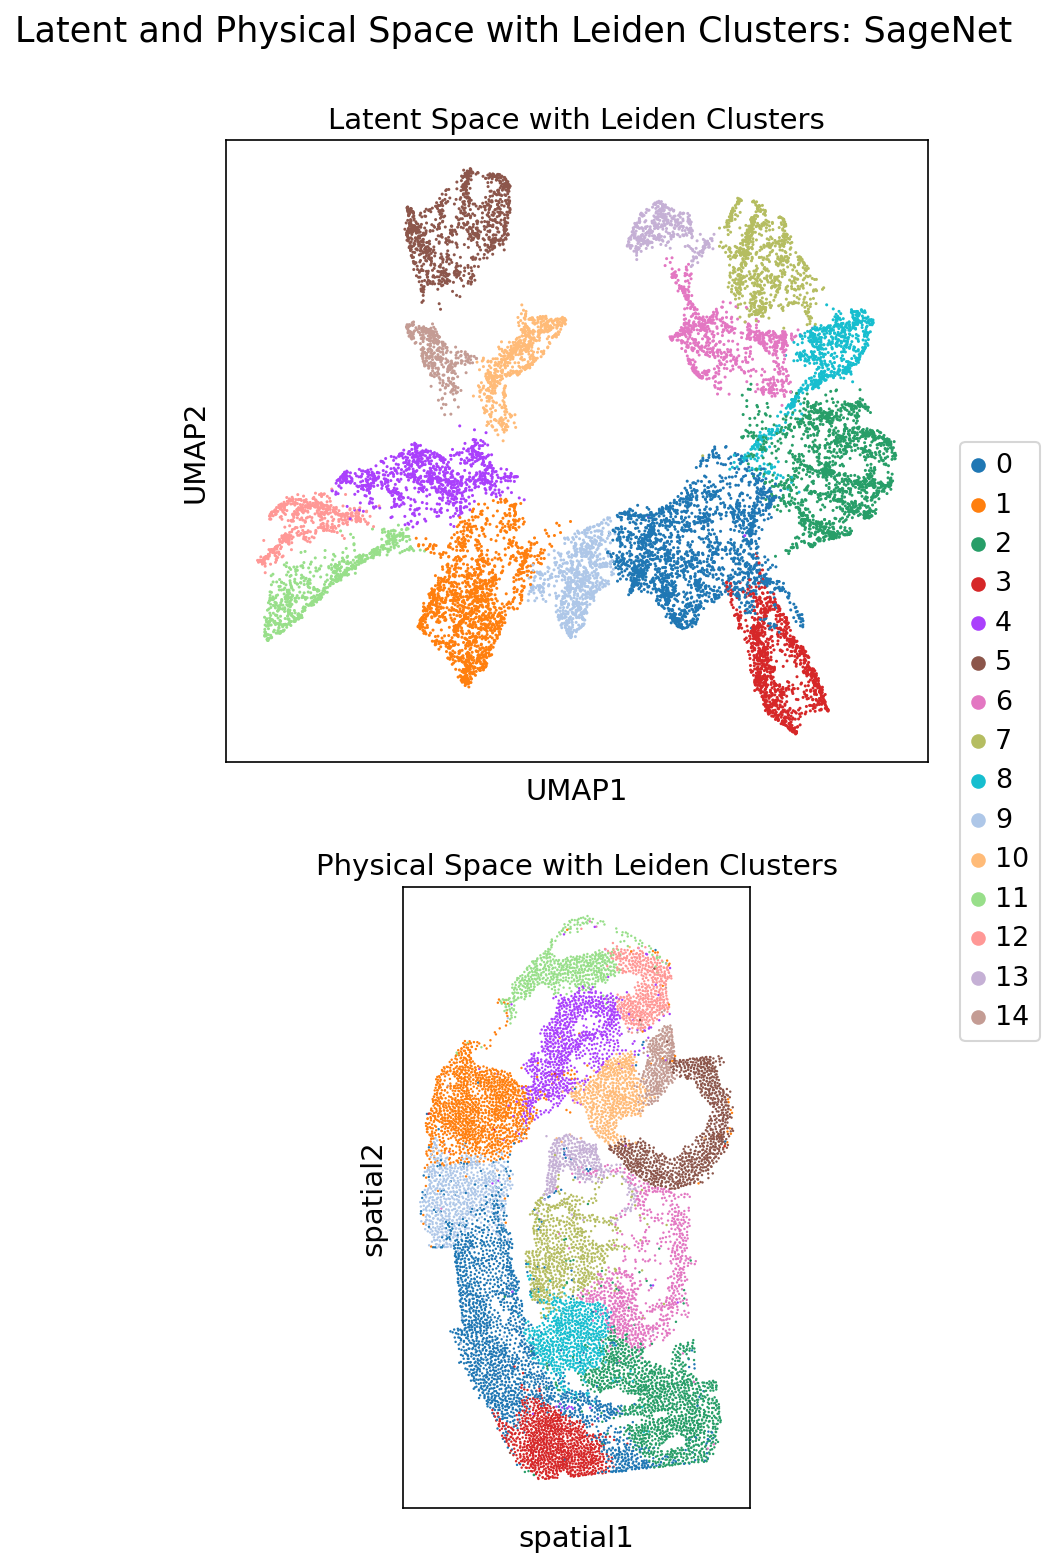 Latent and Physical Space with Leiden Clusters: SageNet
Latent Space with Leiden Clusters
UMAP2
UMAP1
0
1
2
3
4
5
6
7
8
9
10
11
12
13
14
Physical Space with Leiden Clusters
spatial2
spatial1